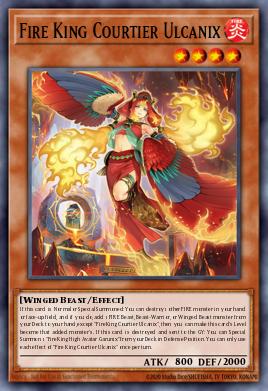 FIRE KING COURTIER ULCANIX
FIRE
炎
[WINGED BEAST/EFFECT]
If this card is Normal or Special Summoned: You can destroy 1 other FIRE monster in your hand
or face-up field, and if you do, add 1 FIRE Beast, Beast-Warrior, or Winged Beast monster from
your Deck to your hand, except "Fire King Courtier Ulcanix", then you can make this card's Level
become that added monster's. If this card is destroyed and sent to the GY: You can Special
Summon 1 "Fire King High Avatar Garunix" from your Deck in Defense Position. You can only use
each effect of "Fire King Courtier Ulcanix" once per turn.
ATK/ 800 DEF/2000